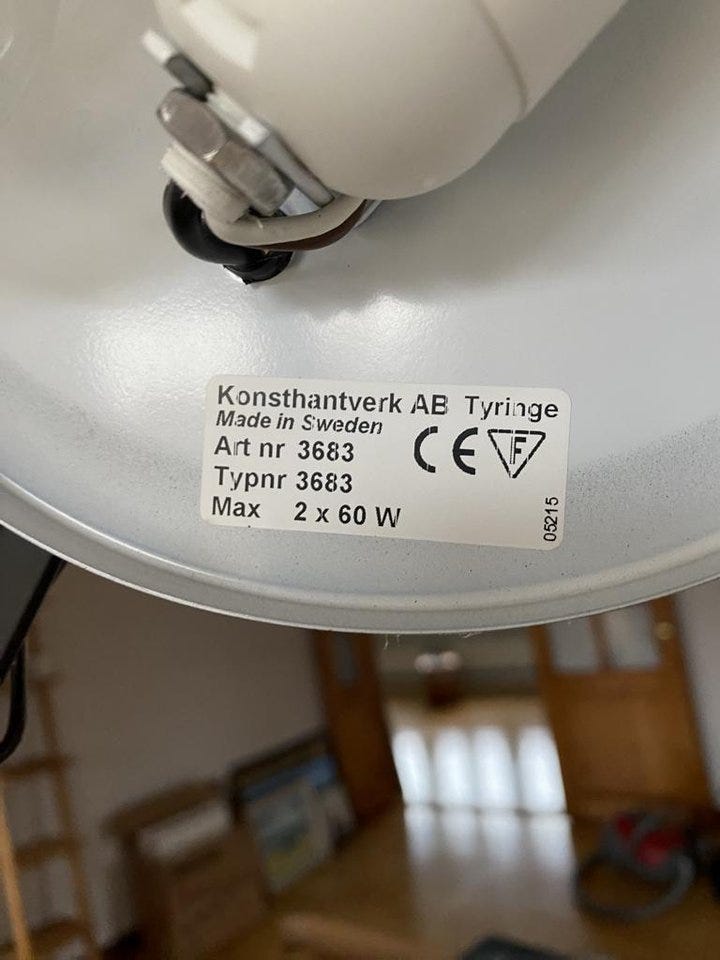 Konsthantverk AB Tyringe
Made in Sweden
Art nr 3683
Typnr 3683
Max 2 x 60 W
CE F
05215